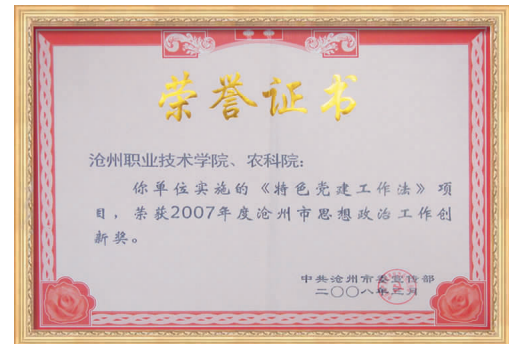 荣誉证书
沧州职业技术学院、农科院：
你单位实施的《特色党建工作法》项
目，荣获2007年度沧州市思想政治工作创
新奖。
中共沧州市委宣传部
二〇〇八年三月